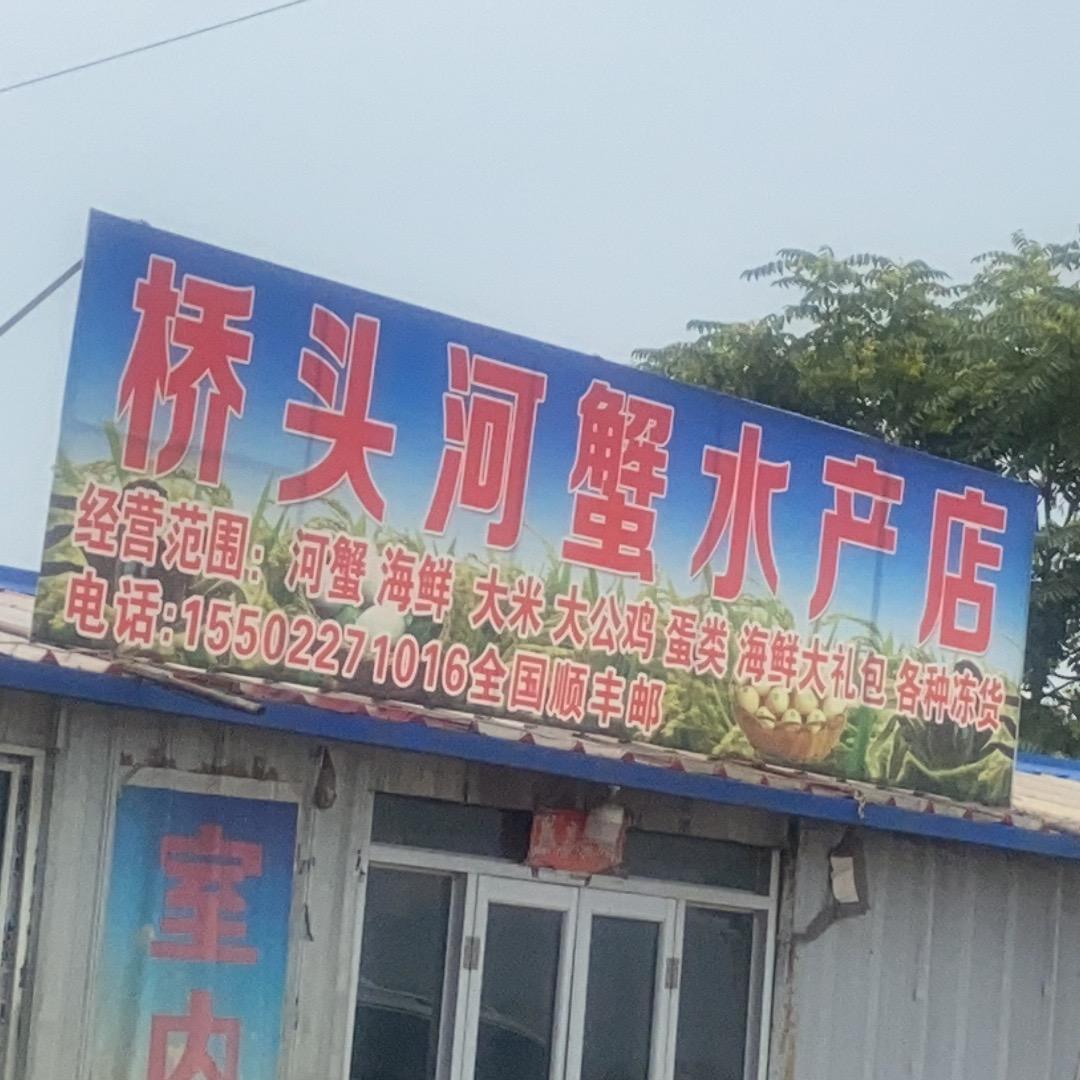 桥头河蟹水产店
经营范围：河蟹 海鲜 大米 大公鸡 蛋类 海鲜大礼包 各种冻货
电话:15502271016全国顺丰邮
室内